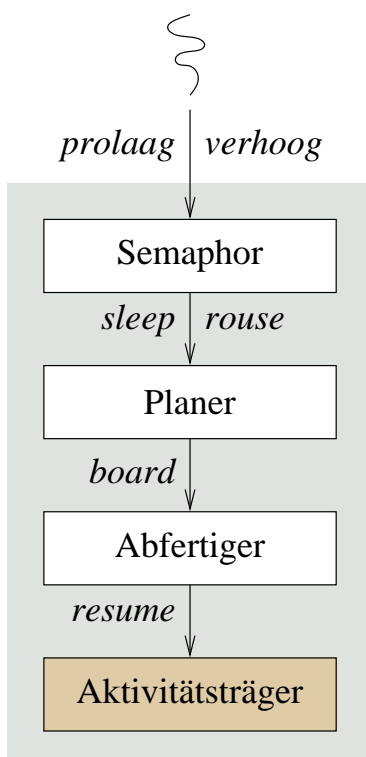 prolaag verhoog
Semaphor
sleep rouse
Planer
board
Abfertiger
resume
Aktivitätsträger